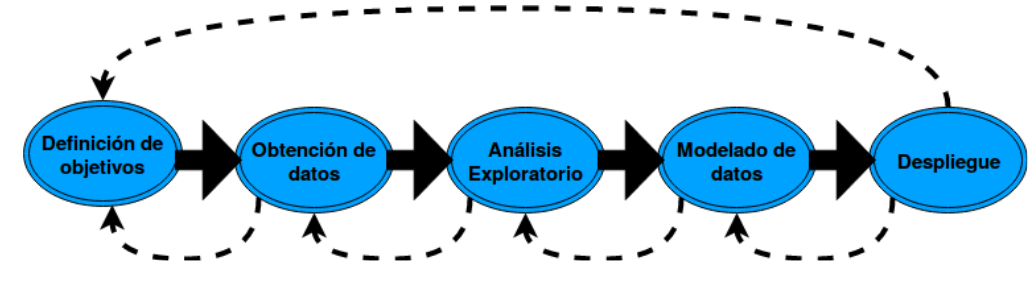 Definición de
objetivos
Obtención de
datos
Análisis
Exploratorio
Modelado de
datos
Despliegue